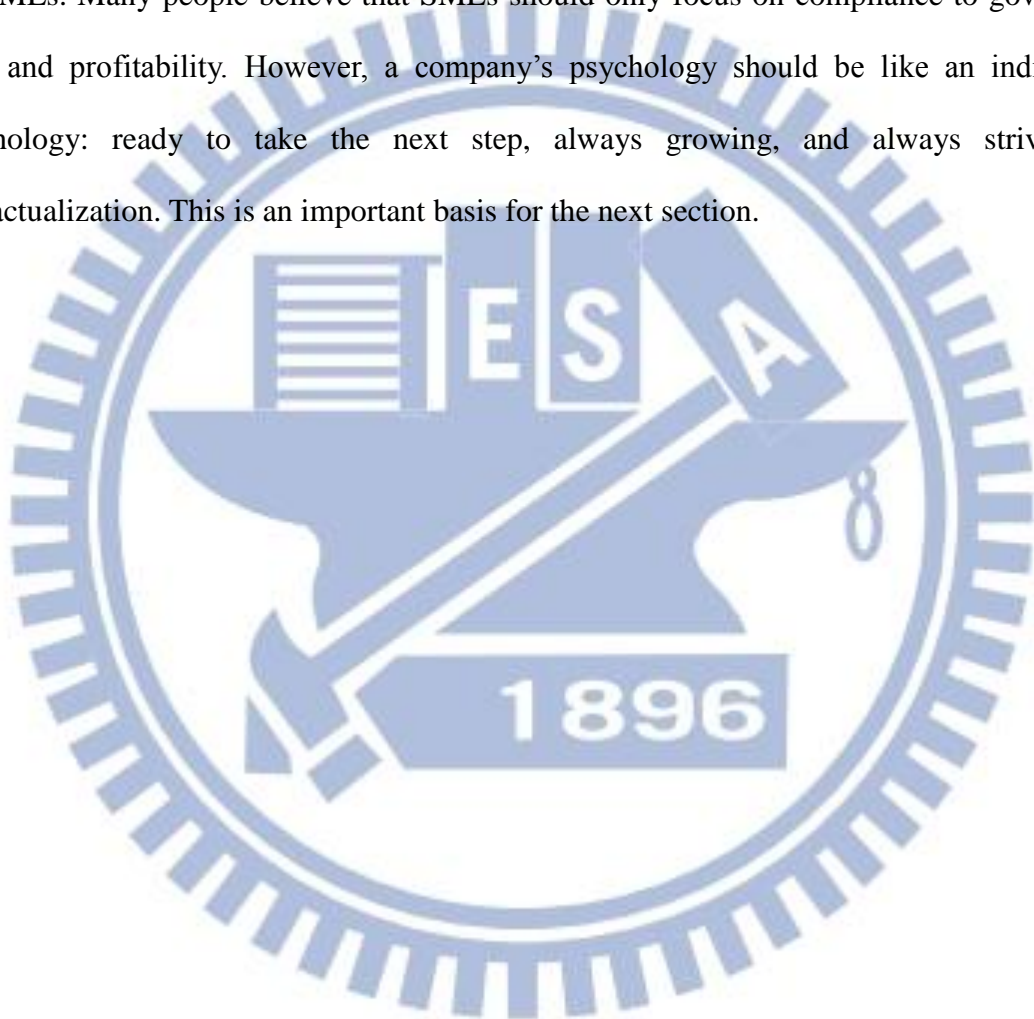 MEs. Many people believe that SMEs should only focus on compliance to gov
and profitability. However, a company's psychology should be like an indi
ology: ready to take the next step, always growing, and always striv
actualization. This is an important basis for the next section.
E S A
1896